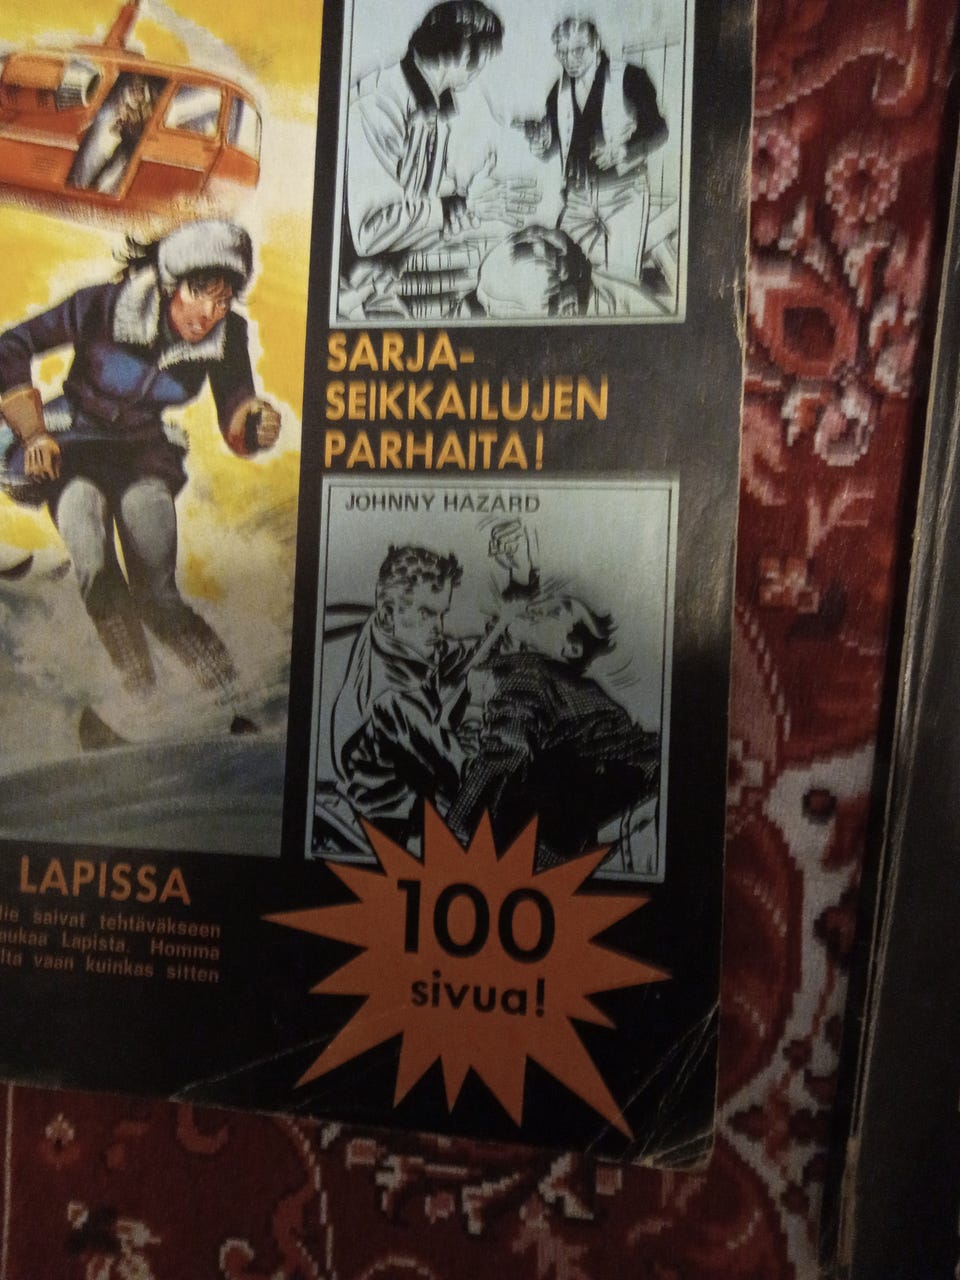 SARJA-
SEIKKAILUJEN
PARHAITA!
JOHNNY HAZARD
LAPISSA
saivat tehtäväkseen
Lapista. Homma
vaan kuinkas sitten
100
sivua!